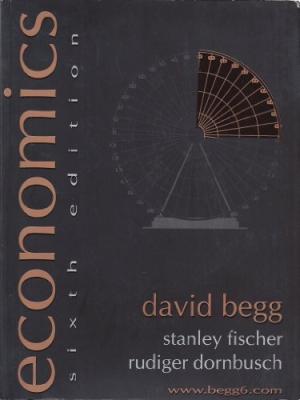 economics
sixth edition
david begg
stanley fischer
rudiger dornbusch
www.begg6.com